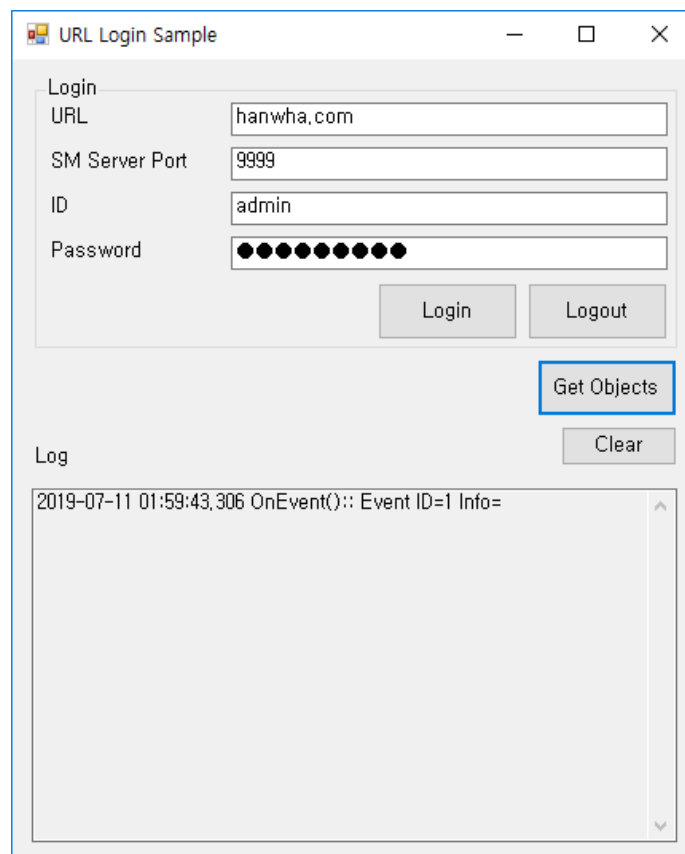 URL Login Sample
Login
URL hanwha.com
SM Server Port 9999
ID admin
Password ●●●●●●●●●
Login Logout
Get Objects
Clear
Log
2019-07-11 01:59:43,306 OnEvent():: Event ID=1 Info=